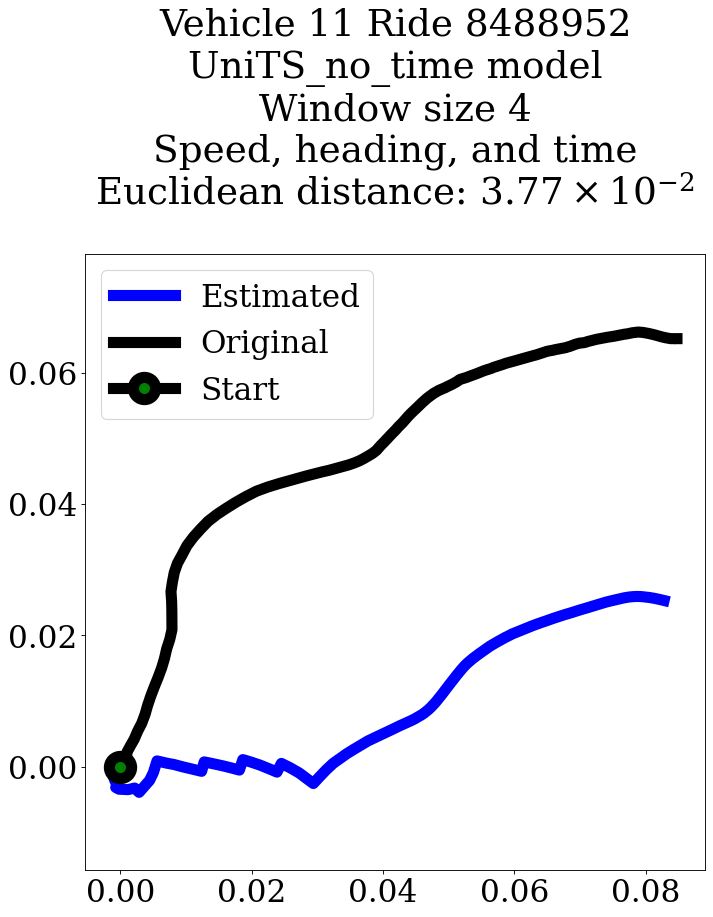 Vehicle 11 Ride 8488952
UniTS_no_time model
Window size 4
Speed, heading, and time
Euclidean distance: 3.77 × 10⁻²
Estimated
Original
Start
0.06
0.04
0.02
0.00
0.00 0.02 0.04 0.06 0.08